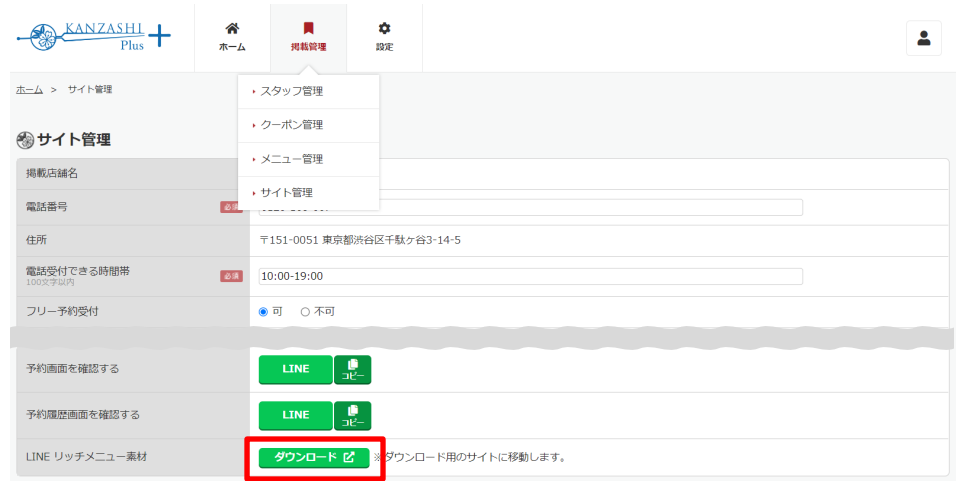 KANZASHI
Plus
ホーム
掲載管理
設定
ホーム > サイト管理
スタッフ管理
クーポン管理
メニュー管理
サイト管理
サイト管理
掲載店舗名
電話番号 必須
住所 〒151-0051 東京都渋谷区千駄ヶ谷3-14-5
電話受付できる時間帯 必須 10:00-19:00
100文字以内
フリー予約受付 可 不可
予約画面を確認する LINE コピー
予約履歴画面を確認する LINE コピー
LINE リッチメニュー素材 ダウンロード ※ダウンロード用のサイトに移動します。